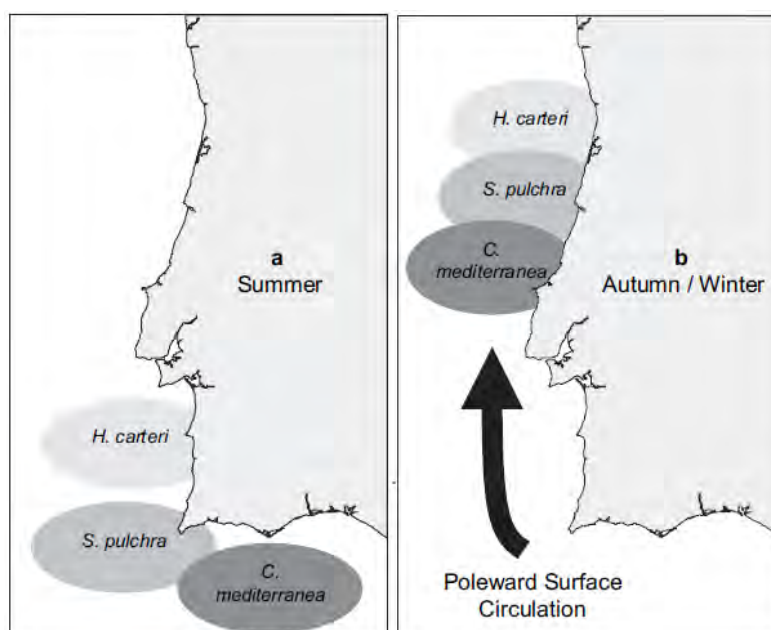 a
Summer
H. carteri
S. pulchra
C.
mediterranea
H. carteri
S. pulchra
C.
mediterranea
b
Autumn / Winter
Poleward Surface
Circulation